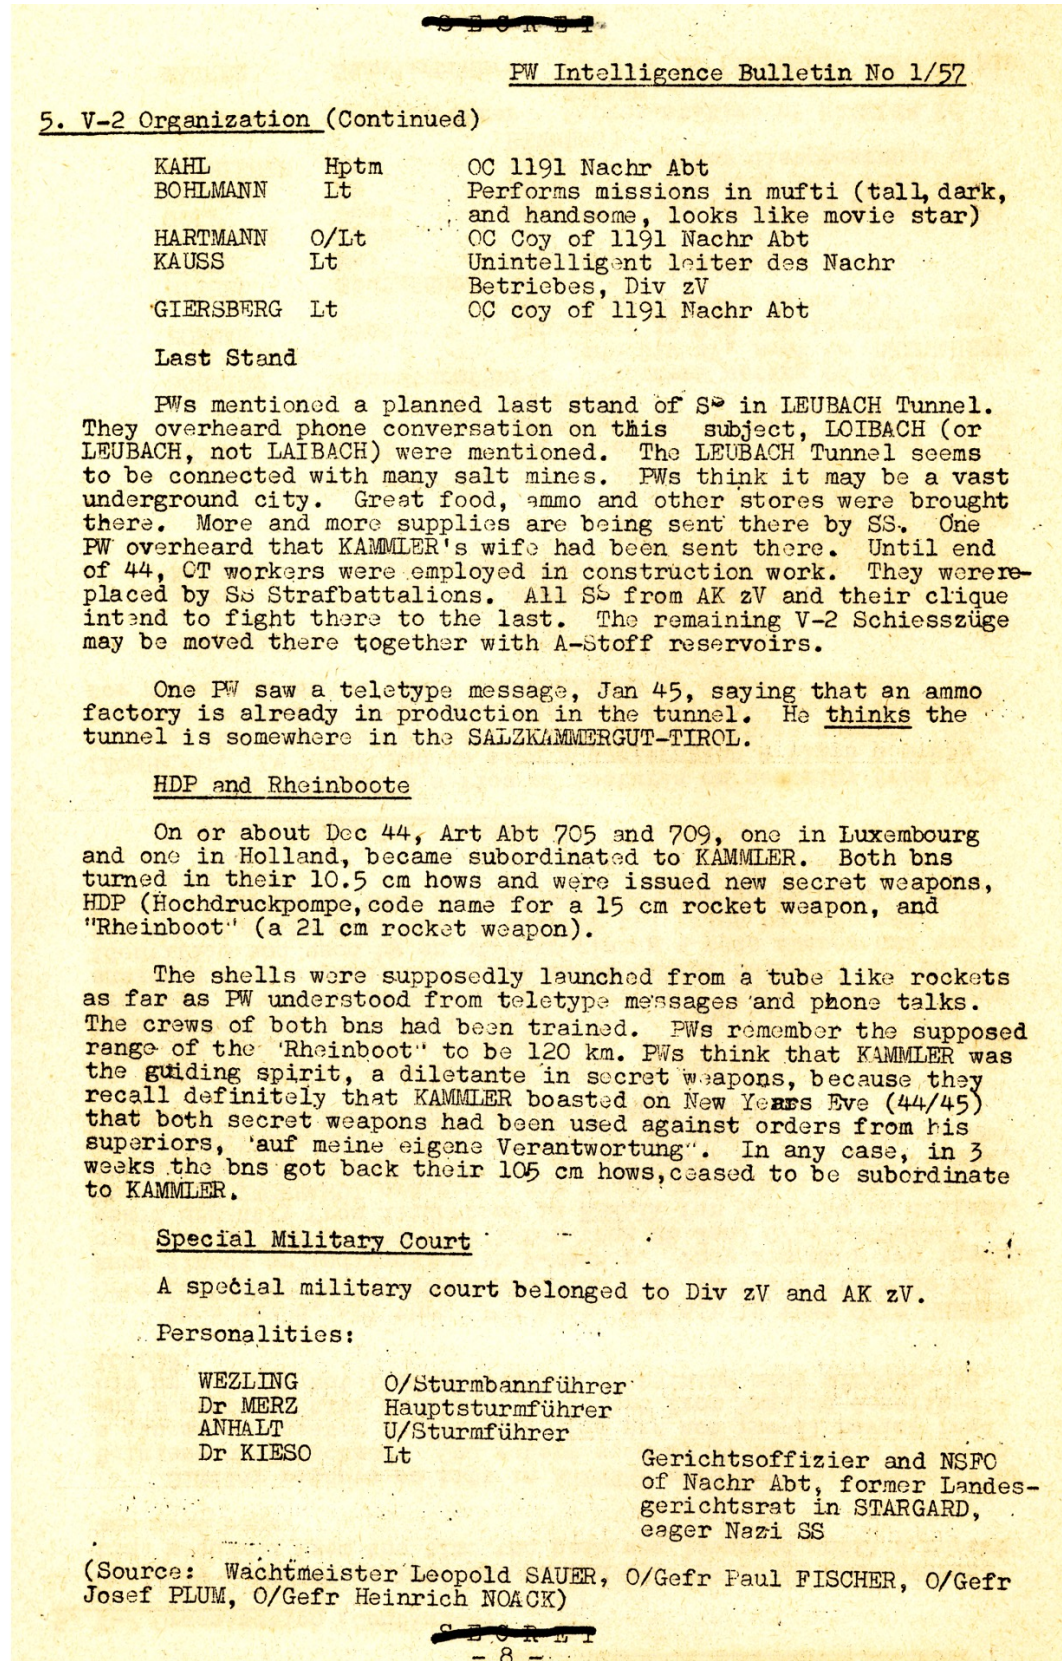 SECRET
PW Intelligence Bulletin No 1/57
5. V-2 Organization (Continued)
KAHL Hptm OC 1191 Nachr Abt
BOHLMANN Lt Performs missions in mufti (tall, dark,
and handsome, looks like movie star)
HARTMANN O/Lt OC Coy of 1191 Nachr Abt
KAUSS Lt Unintelligent leiter des Nachr
Betriebes, Div zV
GIERSBERG Lt OC coy of 1191 Nachr Abt
Last Stand
PWs mentioned a planned last stand of SS in LEUBACH Tunnel.
They overheard phone conversation on this subject, LOIBACH (or
LEUBACH, not LAIBACH) were mentioned. The LEUBACH Tunnel seems
to be connected with many salt mines. PWs think it may be a vast
underground city. Great food, ammo and other stores were brought
there. More and more supplies are being sent there by SS. One
PW overheard that KAMMLER's wife had been sent there. Until end
of 44, OT workers were employed in construction work. They werere-
placed by SS Strafbattalions. All SS from AK zV and their clique
intend to fight there to the last. The remaining V-2 Schiesszüge
may be moved there together with A-Stoff reservoirs.
One PW saw a teletype message, Jan 45, saying that an ammo
factory is already in production in the tunnel. He thinks the
tunnel is somewhere in the SALZKAMMERGUT-TIROL.
HDP and Rheinboote
On or about Dec 44, Art Abt 705 and 709, one in Luxembourg
and one in Holland, became subordinated to KAMMLER. Both bns
turned in their 10.5 cm hows and were issued new secret weapons,
HDP (Hochdruckpompe, code name for a 15 cm rocket weapon, and
"Rheinboot" (a 21 cm rocket weapon).
The shells were supposedly launched from a tube like rockets
as far as PW understood from teletype messages and phone talks.
The crews of both bns had been trained. PWs remember the supposed
range of the 'Rheinboot" to be 120 km. PWs think that KAMMLER was
the guiding spirit, a diletante in secret weapons, because they
recall definitely that KAMMLER boasted on New Years Eve (44/45)
that both secret weapons had been used against orders from his
superiors, 'auf meine eigene Verantwortung". In any case, in 3
weeks the bns got back their 105 cm hows, ceased to be subordinate
to KAMMLER.
Special Military Court
A special military court belonged to Div zV and AK zV.
Personalities:
WEZLING O/Sturmbannführer
Dr MERZ Hauptsturmführer
ANHALT U/Sturmführer
Dr KIESO Lt Gerichtsoffizier and NSFO
of Nachr Abt, former Landes-
gerichtsrat in STARGARD,
eager Nazi SS
(Source: Wachtmeister Leopold SAUER, O/Gefr Paul FISCHER, O/Gefr
Josef PLUM, O/Gefr Heinrich NOACK)
SECRET
- 8 -